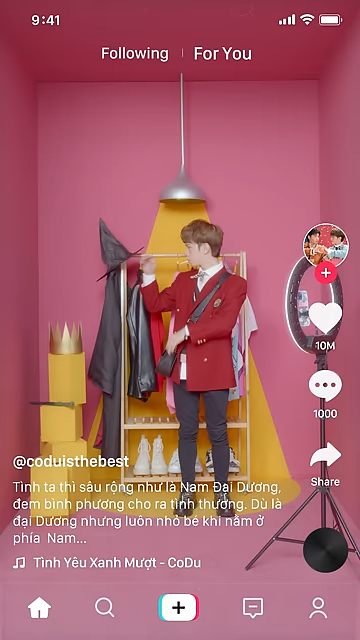 9:41
Following
For You
10M
1000
Share
@coduisthebest
Tình ta thì sâu rộng như là Nam Đại Dương,
đem bình phương cho ra tình thương. Dù là
đại Dương nhưng luôn nhỏ bé khi nằm ở
phía Nam...
Tình Yêu Xanh Mượt - CoDu